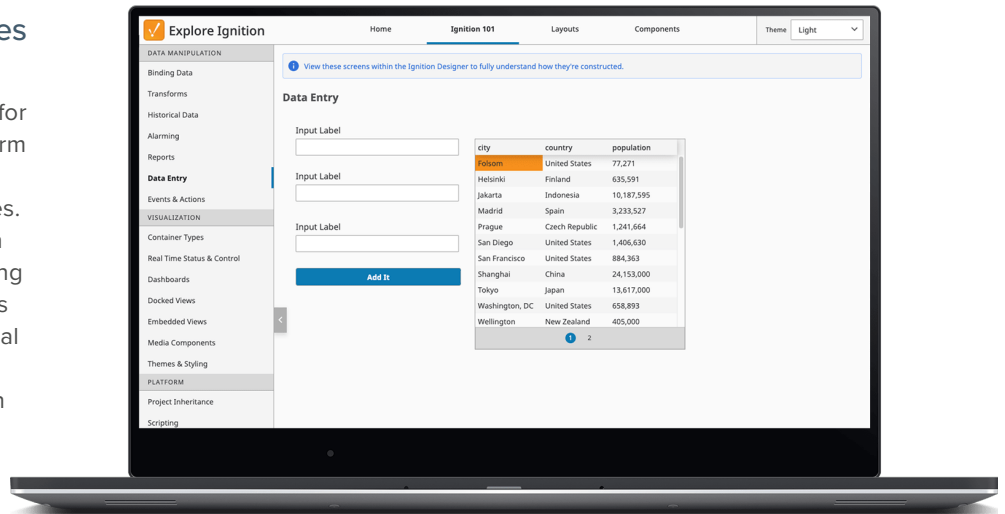 es
for
rm
es.
n
ng
s
al
n
Explore Ignition
Home Ignition 101 Layouts Components
Theme Light
DATA MANIPULATION
Binding Data
Transforms
Historical Data
Alarming
Reports
Data Entry
Events & Actions
VISUALIZATION
Container Types
Real Time Status & Control
Dashboards
Docked Views
Embedded Views
Media Components
Themes & Styling
PLATFORM
Project Inheritance
Scripting
View these screens within the Ignition Designer to fully understand how they're constructed.
Data Entry
Input Label
Input Label
Input Label
Add It
city country population
Folsom United States 77,271
Helsinki Finland 635,591
Jakarta Indonesia 10,187,595
Madrid Spain 3,233,527
Prague Czech Republic 1,241,664
San Diego United States 1,406,630
San Francisco United States 884,363
Shanghai China 24,153,000
Tokyo Japan 13,617,000
Washington, DC United States 658,893
Wellington New Zealand 405,000
1 2